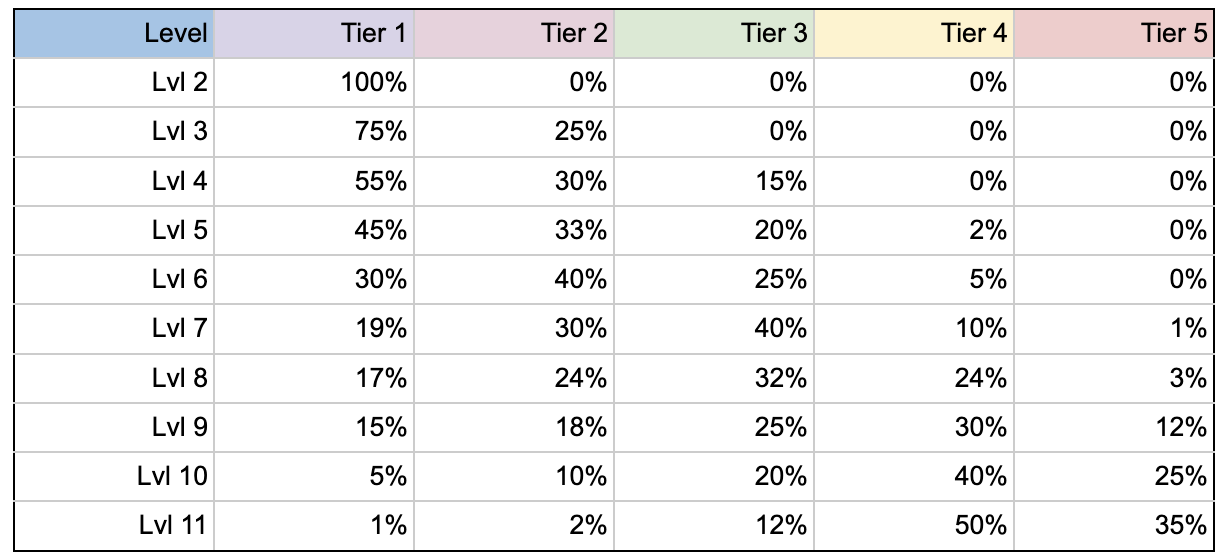 Level Tier 1 Tier 2 Tier 3 Tier 4 Tier 5
Lvl 2 100% 0% 0% 0% 0%
Lvl 3 75% 25% 0% 0% 0%
Lvl 4 55% 30% 15% 0% 0%
Lvl 5 45% 33% 20% 2% 0%
Lvl 6 30% 40% 25% 5% 0%
Lvl 7 19% 30% 40% 10% 1%
Lvl 8 17% 24% 32% 24% 3%
Lvl 9 15% 18% 25% 30% 12%
Lvl 10 5% 10% 20% 40% 25%
Lvl 11 1% 2% 12% 50% 35%